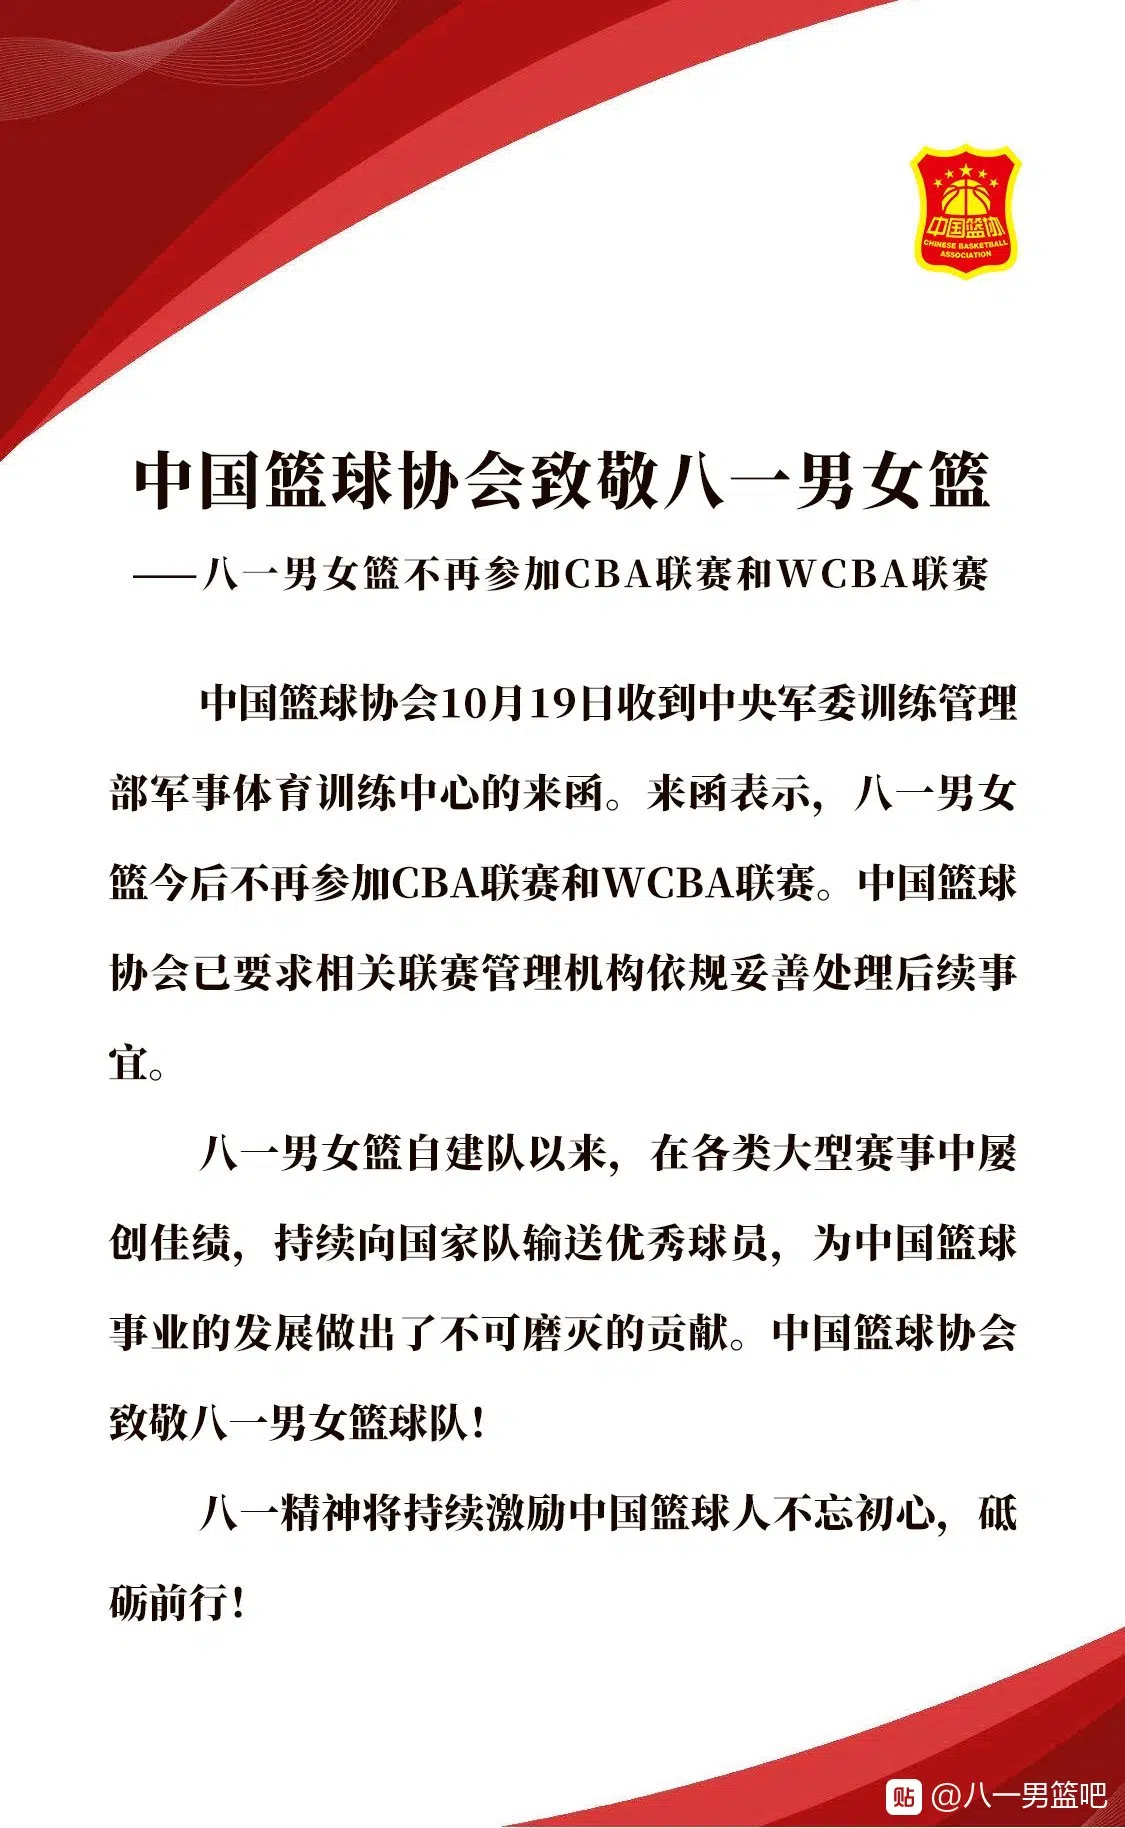 中国篮协
CHINESE BASKETBALL
ASSOCIATION
中国篮球协会致敬八一男女篮
——八一男女篮不再参加CBA联赛和WCBA联赛
中国篮球协会10月19日收到中央军委训练管理
部军事体育训练中心的来函。来函表示，八一男女
篮今后不再参加CBA联赛和WCBA联赛。中国篮球
协会已要求相关联赛管理机构依规妥善处理后续事
宜。
八一男女篮自建队以来，在各类大型赛事中屡
创佳绩，持续向国家队输送优秀球员，为中国篮球
事业的发展做出了不可磨灭的贡献。中国篮球协会
致敬八一男女篮球队！
八一精神将持续激励中国篮球人不忘初心，砥
砺前行！
贴 @八一男篮吧